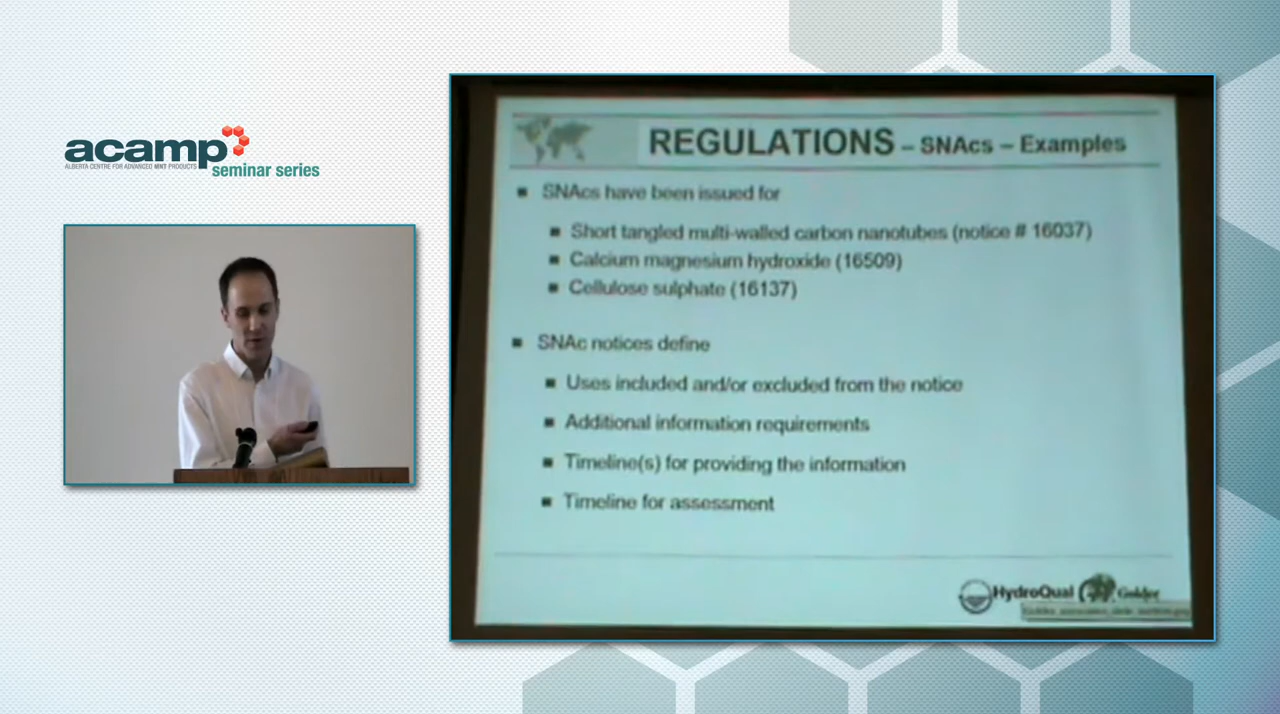 acamp
ALBERTA CENTRE FOR ADVANCED MNT PRODUCTS
seminar series
REGULATIONS – SNAcs – Examples
SNAcs have been issued for
Short tangled multi-walled carbon nanotubes (notice # 16037)
Calcium magnesium hydroxide (16509)
Cellulose sulphate (16137)
SNAc notices define
Uses included and/or excluded from the notice
Additional information requirements
Timeline(s) for providing the information
Timeline for assessment
HydroQual
Golder